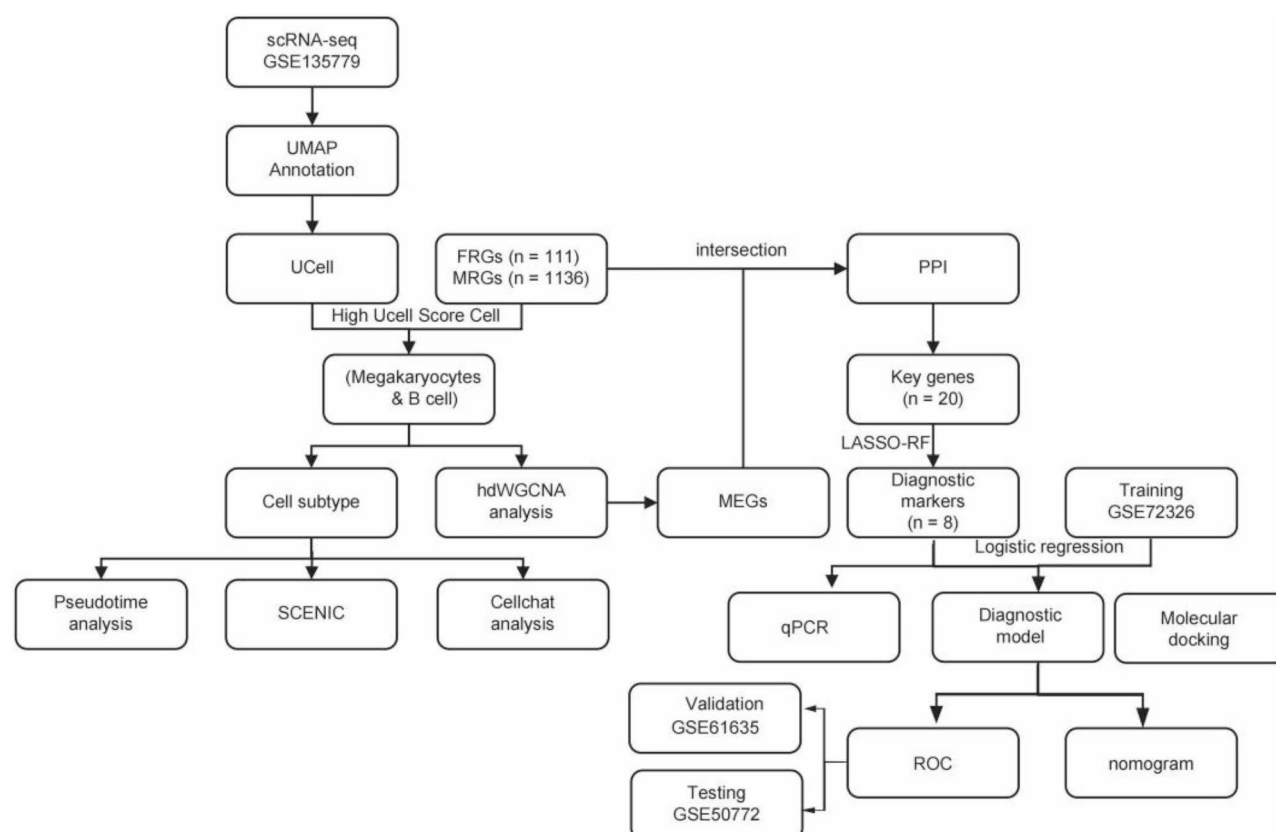 scRNA-seq
GSE135779
UMAP
Annotation
UCell
FRGs (n = 111)
MRGs (n = 1136)
intersection
PPI
High Ucell Score Cell
(Megakaryocytes
& B cell)
Key genes
(n = 20)
LASSO-RF
Cell subtype
hdWGCNA
analysis
MEGs
Diagnostic
markers
(n = 8)
Training
GSE72326
Logistic regression
Pseudotime
analysis
SCENIC
Cellchat
analysis
qPCR
Diagnostic
model
Molecular
docking
Validation
GSE61635
ROC
nomogram
Testing
GSE50772